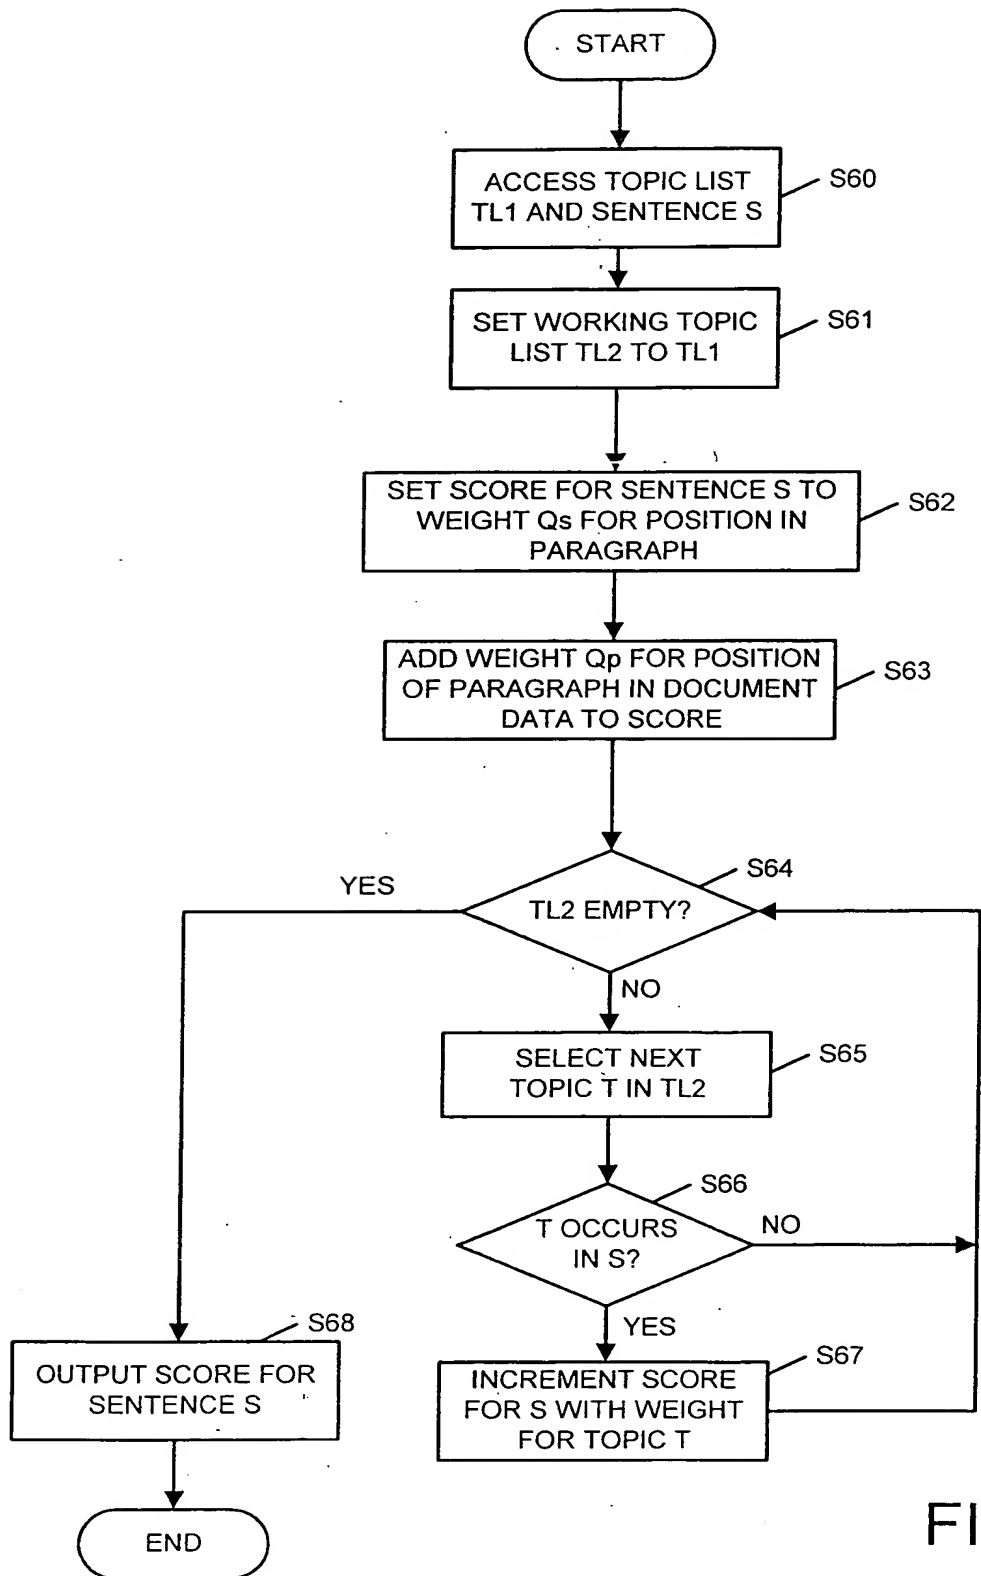 START
ACCESS TOPIC LIST
TL1 AND SENTENCE S
S60
SET WORKING TOPIC
LIST TL2 TO TL1
S61
SET SCORE FOR SENTENCE S TO
WEIGHT Qs FOR POSITION IN
PARAGRAPH
S62
ADD WEIGHT Qp FOR POSITION
OF PARAGRAPH IN DOCUMENT
DATA TO SCORE
S63
S64
YES
TL2 EMPTY?
NO
SELECT NEXT
TOPIC T IN TL2
S65
S66
T OCCURS
IN S?
NO
YES
S67
INCREMENT SCORE
FOR S WITH WEIGHT
FOR TOPIC T
S68
OUTPUT SCORE FOR
SENTENCE S
END
FI